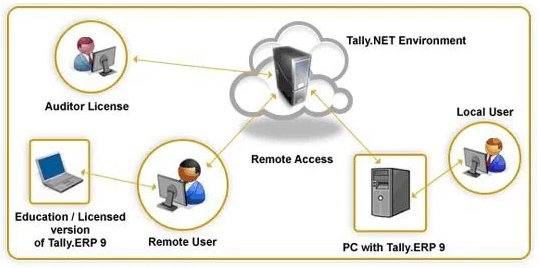 Tally.NET Environment
Auditor License
Local User
Remote Access
Education / Licensed
version
of Tally.ERP 9
Remote User
PC with Tally.ERP 9